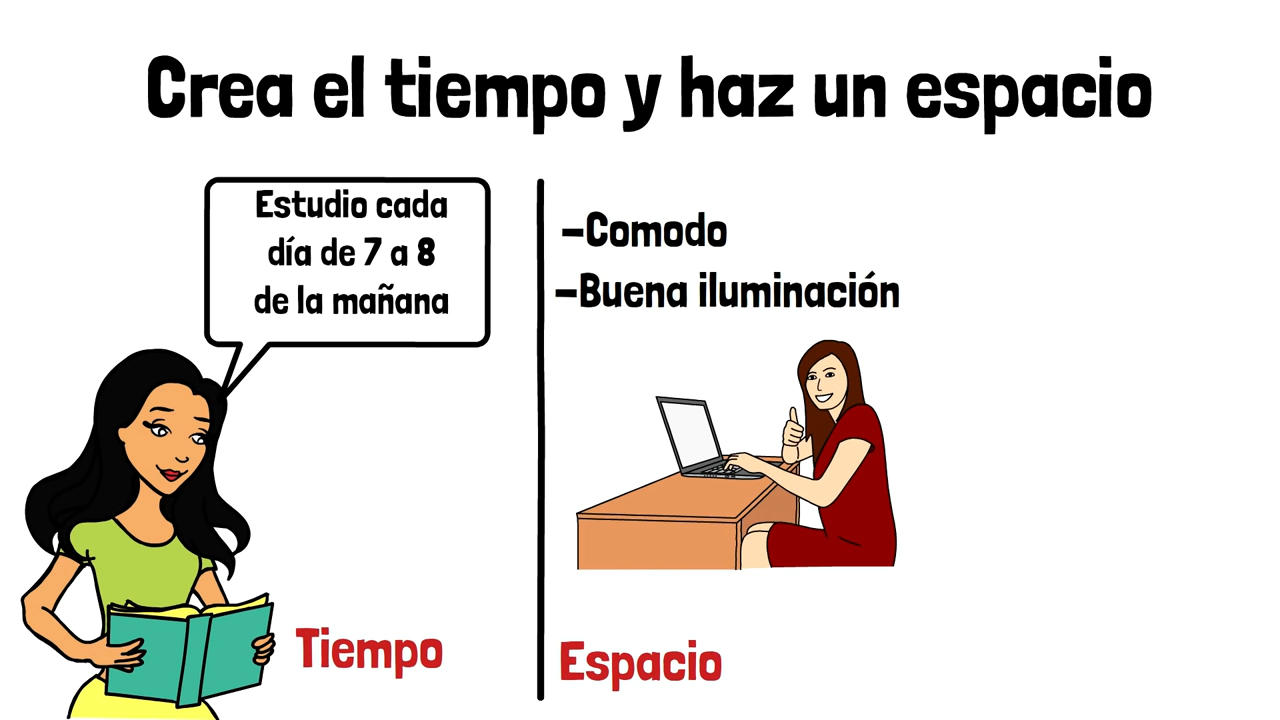 Crea el tiempo y haz un espacio
Estudio cada
día de 7 a 8
de la mañana
Tiempo
-Comodo
-Buena iluminación
Espacio